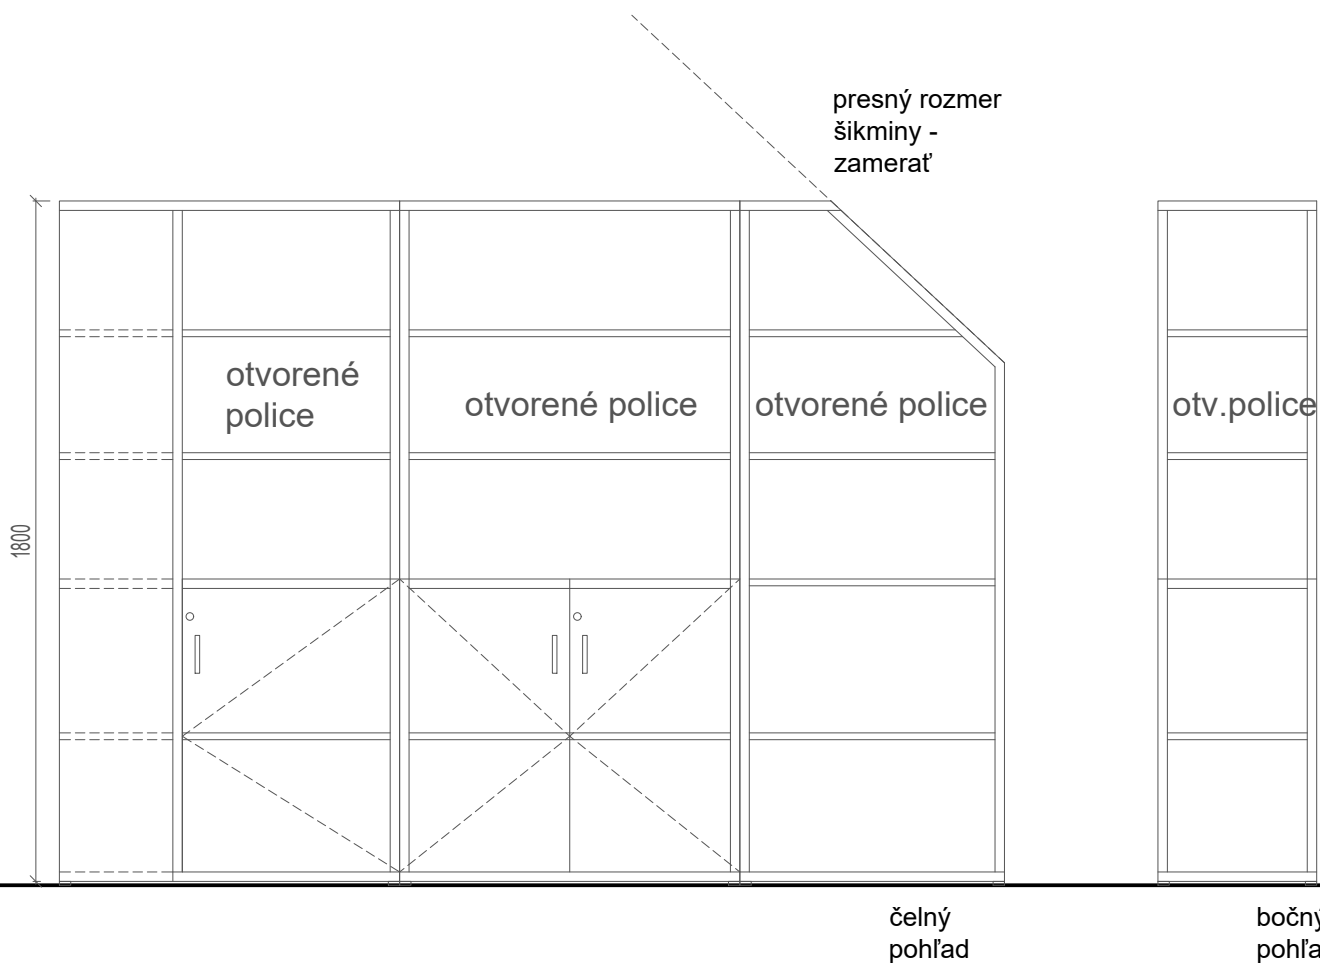 presný rozmer
šikminy -
zamerať
otvorené
police
otvorené police
otvorené police
otv.police
1800
čelný
pohľad
bočný
pohľa